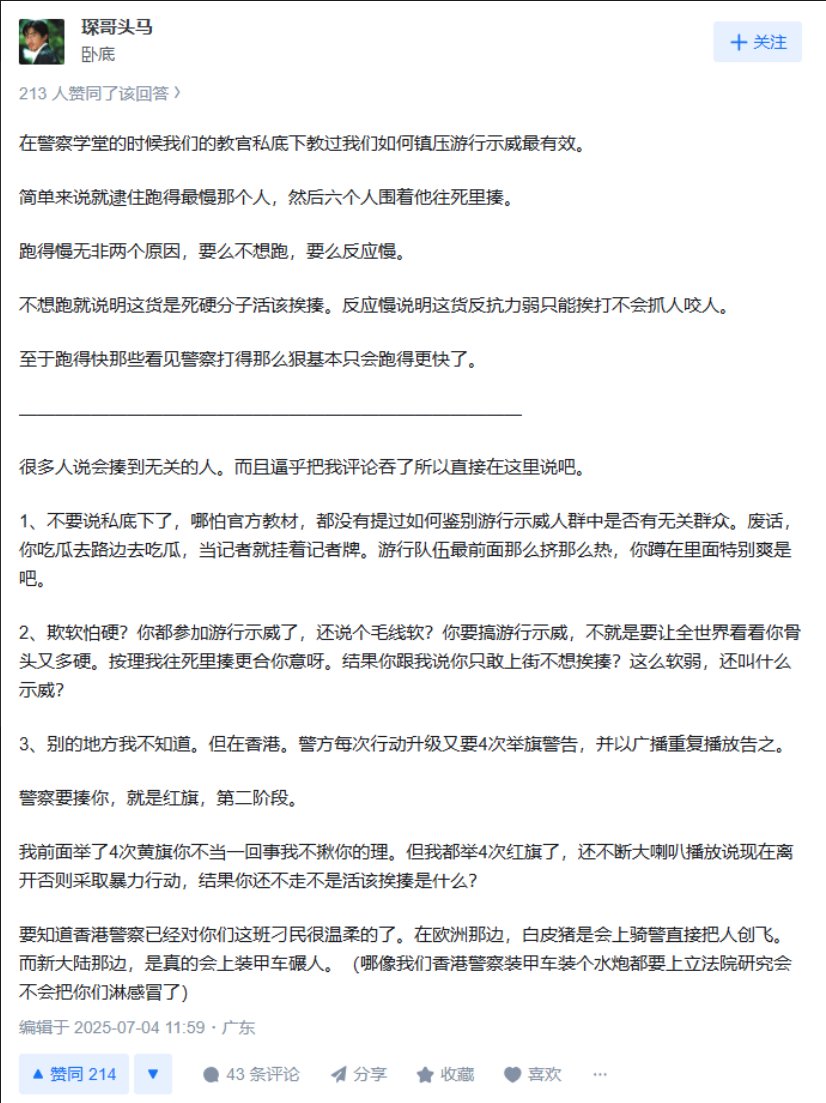 琛哥头马
卧底
+ 关注
213 人赞同了该回答 >
在警察学堂的时候我们的教官私底下教过我们如何镇压游行示威最有效。
简单来说就逮住跑得最慢那个人，然后六个人围着他往死里揍。
跑得慢无非两个原因，要么不想跑，要么反应慢。
不想跑就说明这货是死硬分子活该挨揍。反应慢说明这货反抗力弱只能挨打不会抓人咬人。
至于跑得快那些看见警察打得那么狠基本只会跑得更快了。
————————————————————————————
很多人说会揍到无关的人。而且逼乎把我评论吞了所以直接在这里说吧。
1、不要说私底下了，哪怕官方教材，都没有提过如何鉴别游行示威人群中是否有无关群众。废话，
你吃瓜去路边去吃瓜，当记者就挂着记者牌。游行队伍最前面那么挤那么热，你蹲在里面特别爽是
吧。
2、欺软怕硬？你都参加游行示威了，还说个毛线软？你要搞游行示威，不就是要让全世界看看你骨
头又多硬。按理我往死里揍更合你意呀。结果你跟我说你只敢上街不想挨揍？这么软弱，还叫什么
示威？
3、别的地方我不知道。但在香港。警方每次行动升级又要4次举旗警告，并以广播重复播放告之。
警察要揍你，就是红旗，第二阶段。
我前面举了4次黄旗你不当一回事我不揪你的理。但我都举4次红旗了，还不断大喇叭播放说现在离
开否则采取暴力行动，结果你还不走不是活该挨揍是什么？
要知道香港警察已经对你们这班刁民很温柔的了。在欧洲那边，白皮猪是会上骑警直接把人创飞。
而新大陆那边，是真的会上装甲车碾人。（哪像我们香港警察装甲车装个水炮都要上立法院研究会
不会把你们淋感冒了）
编辑于 2025-07-04 11:59・广东
▲ 赞同 214 ▼ 43 条评论 分享 收藏 喜欢 ···